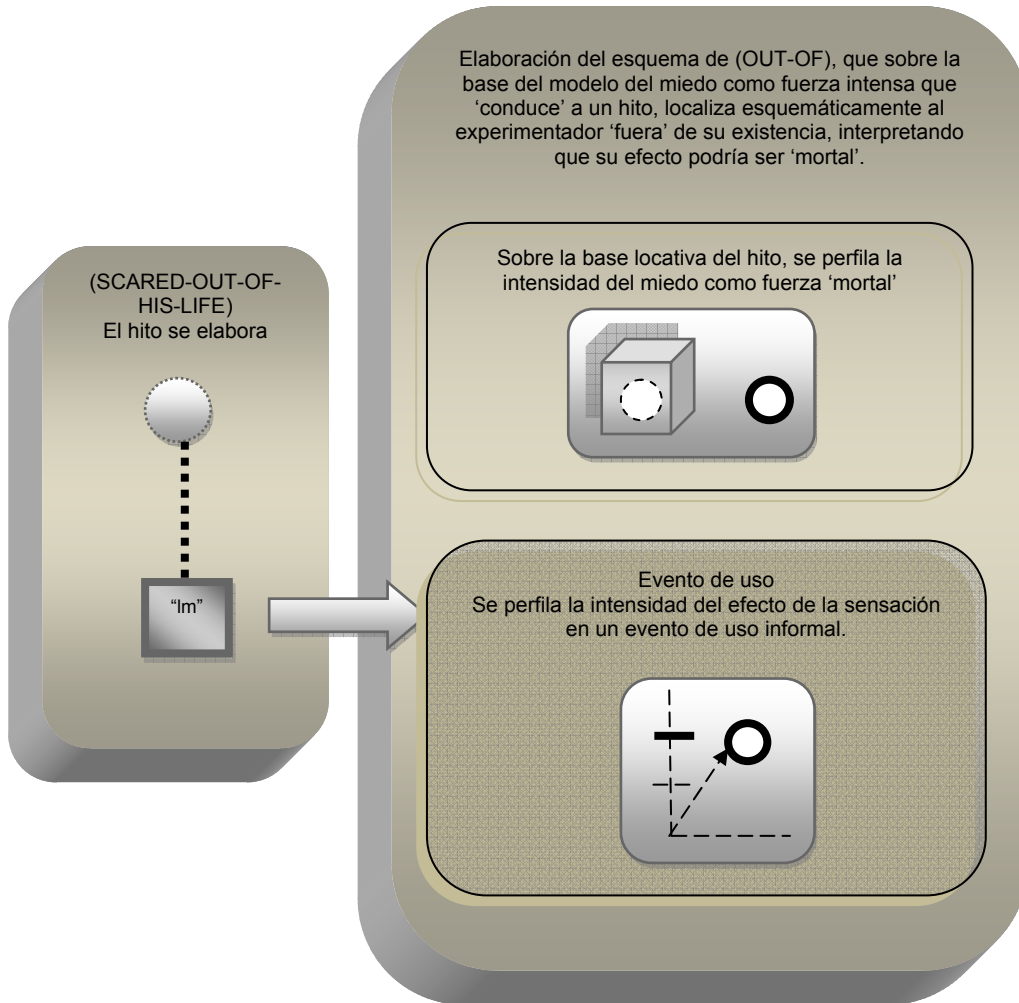 Elaboración del esquema de (OUT-OF), que sobre la
base del modelo del miedo como fuerza intensa que
‘conduce’ a un hito, localiza esquemáticamente al
experimentador ‘fuera’ de su existencia, interpretando
que su efecto podría ser ‘mortal’.
(SCARED-OUT-OF-
HIS-LIFE)
El hito se elabora
“lm”
Sobre la base locativa del hito, se perfila la
intensidad del miedo como fuerza ‘mortal’
Evento de uso
Se perfila la intensidad del efecto de la sensación
en un evento de uso informal.